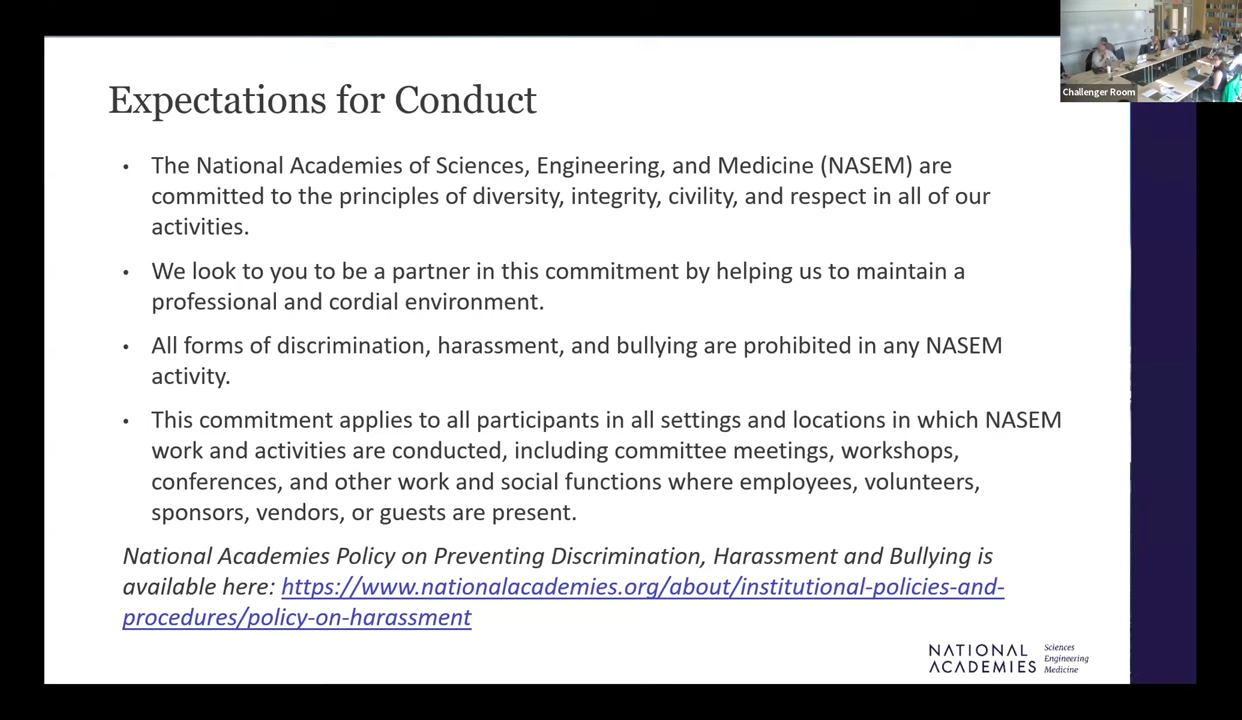 Expectations for Conduct
Challenger Room
• The National Academies of Sciences, Engineering, and Medicine (NASEM) are
committed to the principles of diversity, integrity, civility, and respect in all of our
activities.
• We look to you to be a partner in this commitment by helping us to maintain a
professional and cordial environment.
• All forms of discrimination, harassment, and bullying are prohibited in any NASEM
activity.
• This commitment applies to all participants in all settings and locations in which NASEM
work and activities are conducted, including committee meetings, workshops,
conferences, and other work and social functions where employees, volunteers,
sponsors, vendors, or guests are present.
National Academies Policy on Preventing Discrimination, Harassment and Bullying is
available here: https://www.nationalacademies.org/about/institutional-policies-and-
procedures/policy-on-harassment
NATIONAL
ACADEMIES
Sciences
Engineering
Medicine